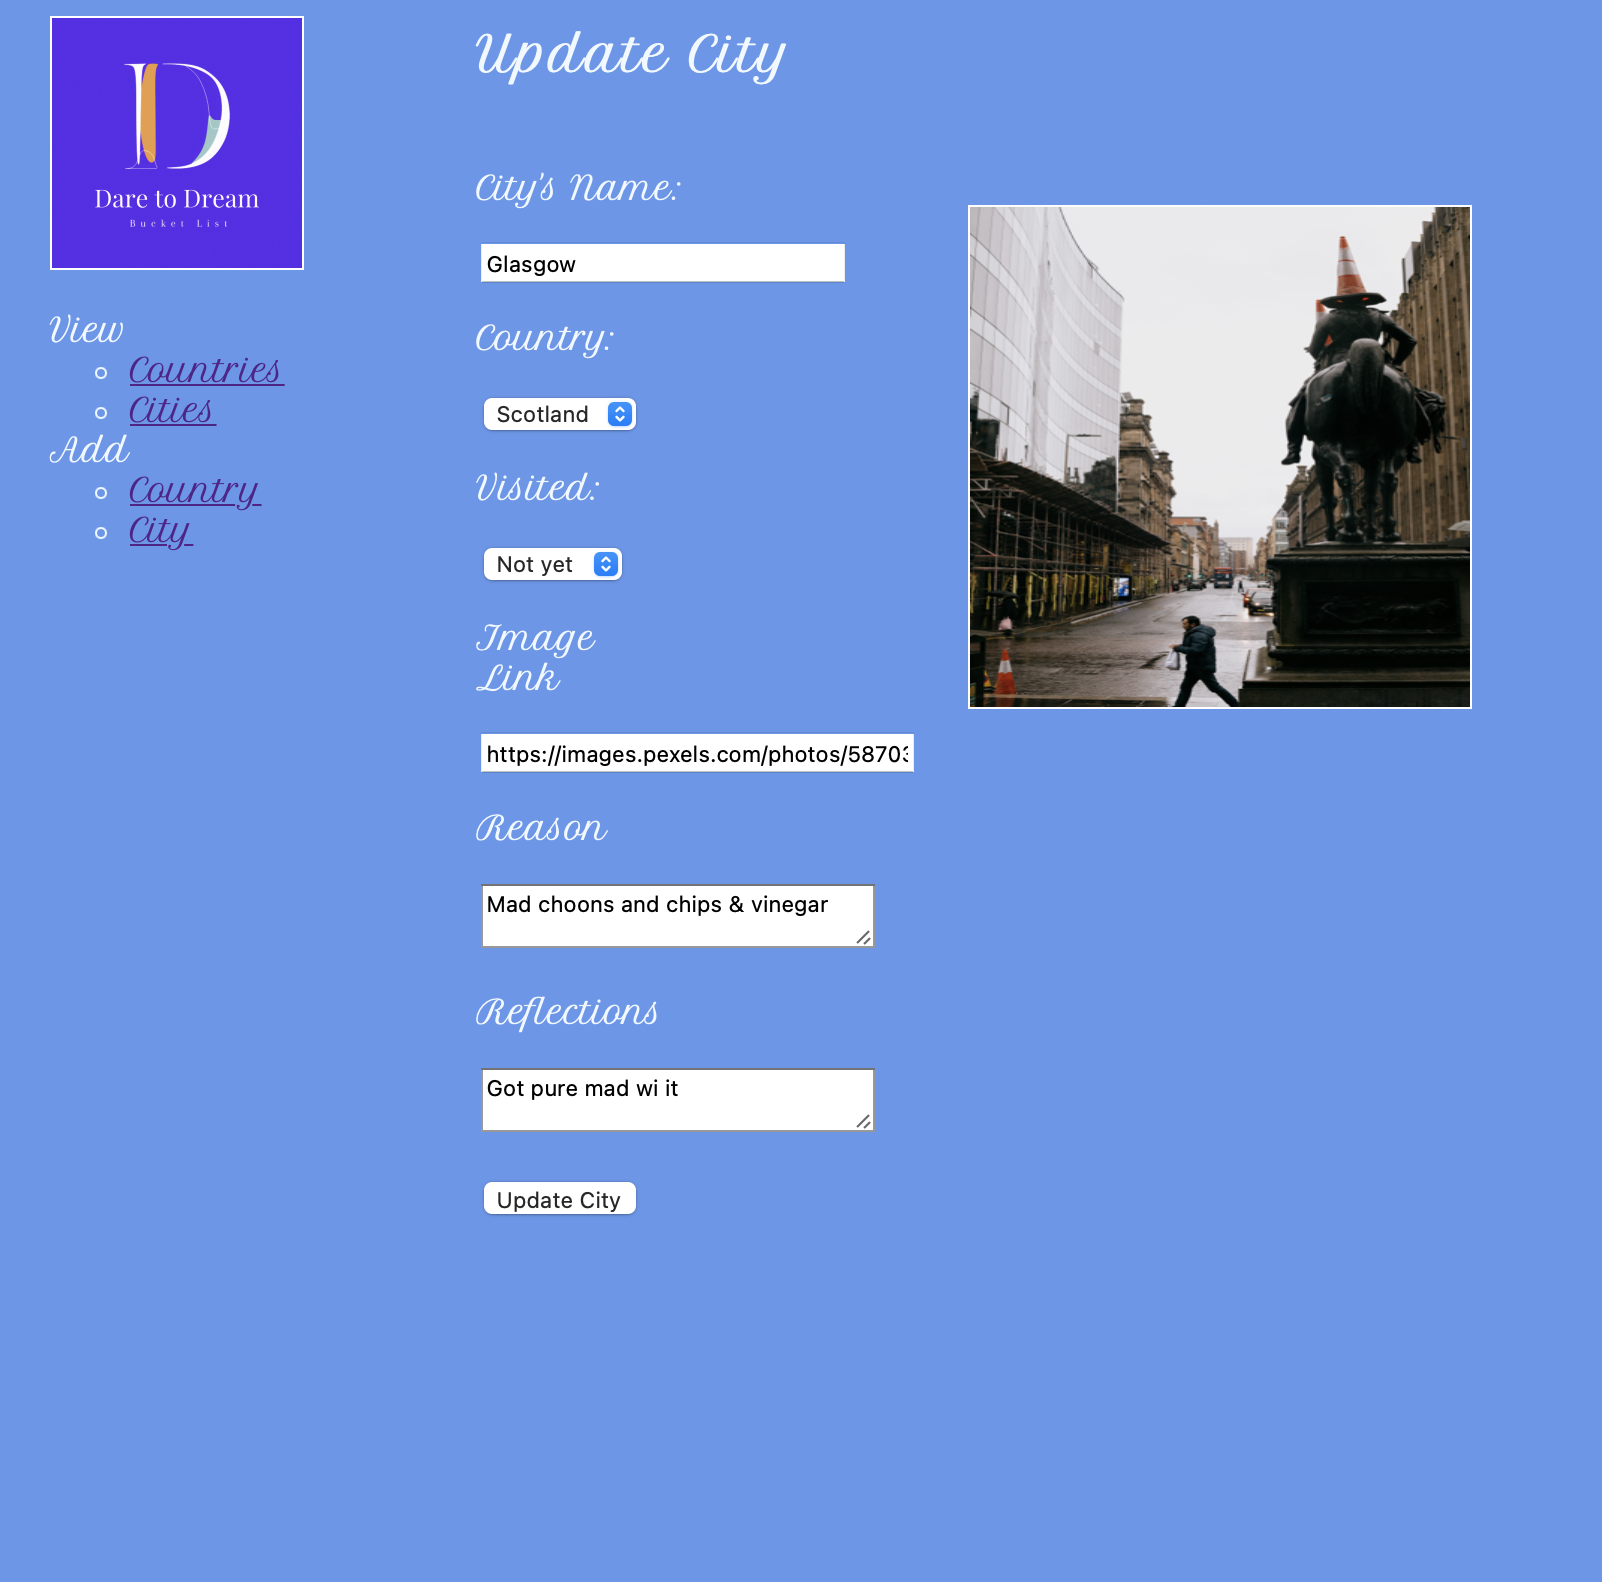 Dare to Dream
Bucket List
View
Countries
Cities
Add
Country
City
Update City
City's Name:
Glasgow
Country:
Scotland
Visited:
Not yet
Image
Link
https://images.pexels.com/photos/5870
Reason
Mad choons and chips & vinegar
Reflections
Got pure mad wi it
Update City